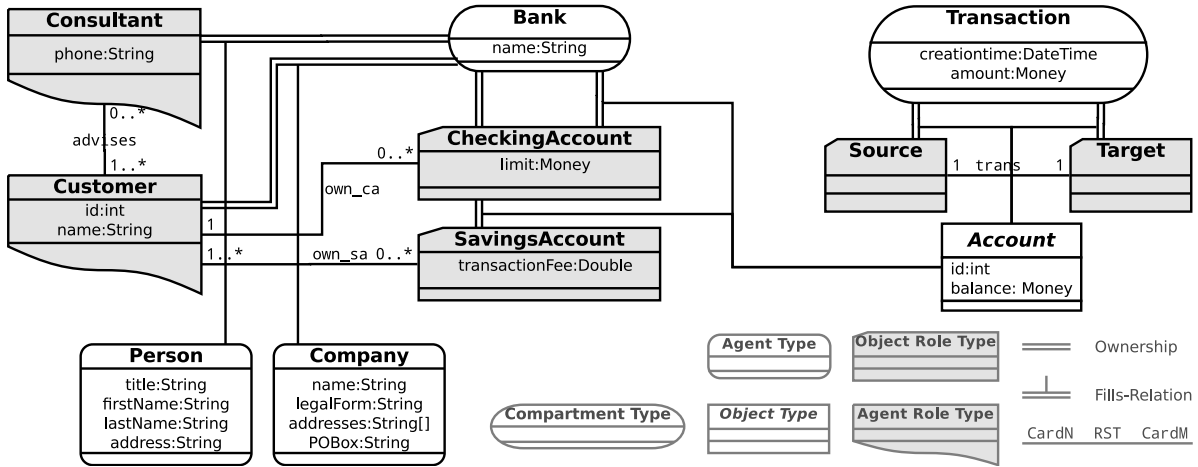 Consultant
phone:String
Bank
name:String
Transaction
creationtime:DateTime
amount:Money
0..*
advises
1..*
CheckingAccount
limit:Money
0..*
own_ca
Source
1 trans 1
Target
Customer
id:int
name:String
1
1..*
own_sa 0..*
SavingsAccount
transactionFee:Double
Account
id:int
balance: Money
Person
title:String
firstName:String
lastName:String
address:String
Company
name:String
legalForm:String
addresses:String[]
POBox:String
Agent Type
Object Role Type
Ownership
Compartment Type
Object Type
Agent Role Type
Fills-Relation
CardN RST CardM